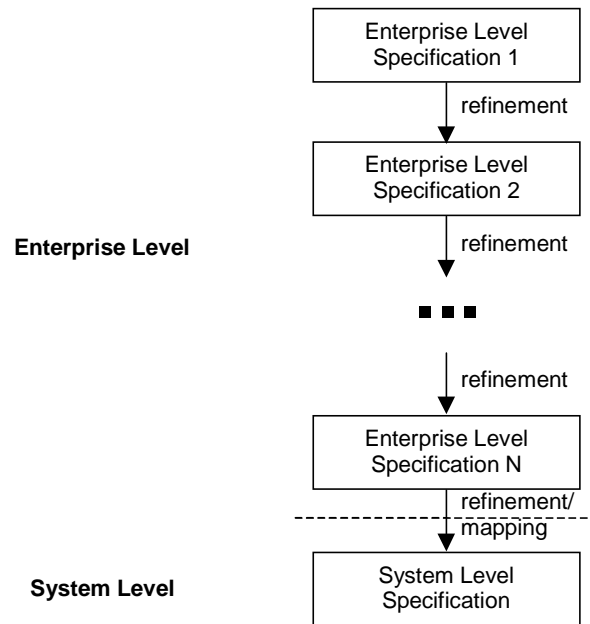 Enterprise Level
Specification 1
refinement
Enterprise Level
Specification 2
refinement
Enterprise Level
refinement
Enterprise Level
Specification N
refinement/
mapping
System Level
System Level
Specification